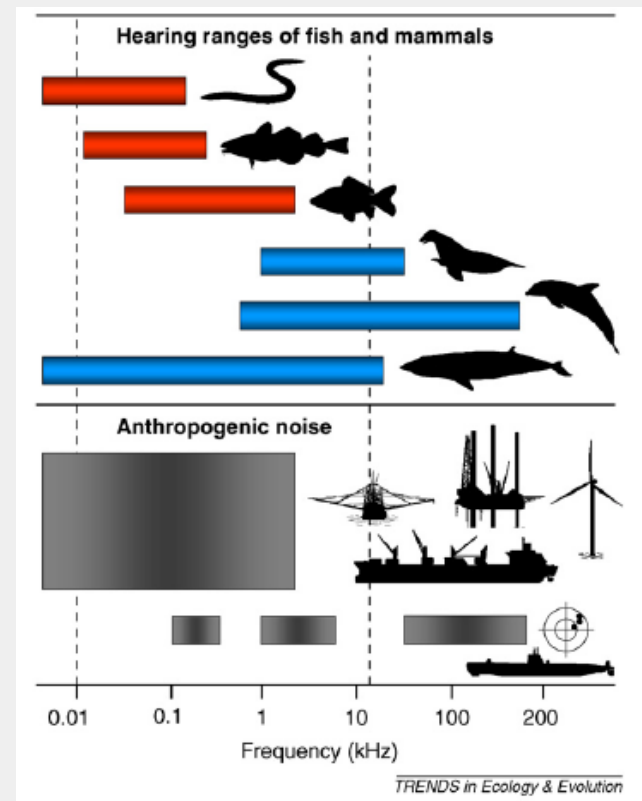 Hearing ranges of fish and mammals
Anthropogenic noise
0.01 0.1 1 10 100 200
Frequency (kHz)
TRENDS in Ecology & Evolution